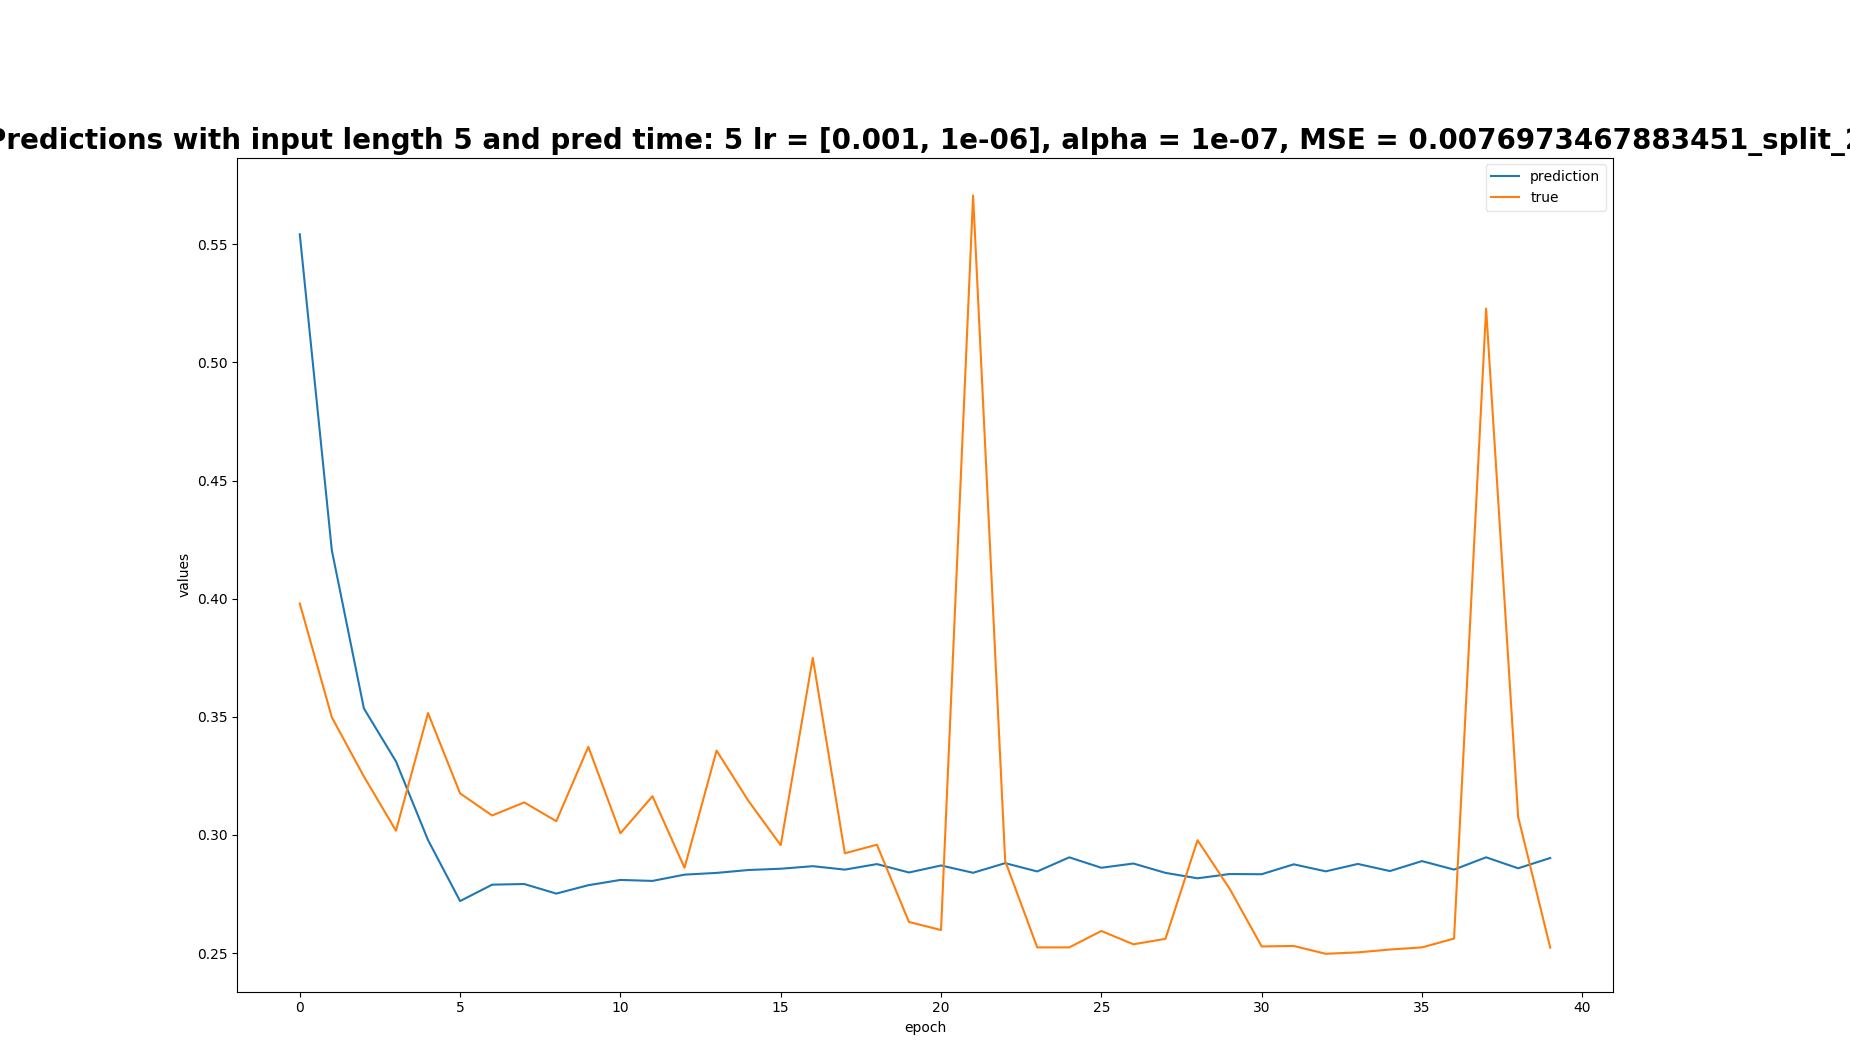 Predictions with input length 5 and pred time: 5 lr = [0.001, 1e-06], alpha = 1e-07, MSE = 0.0076973467883451_split_2
prediction
true
0.55
0.50
0.45
0.40
0.35
0.30
0.25
values
0 5 10 15 20 25 30 35 40
epoch